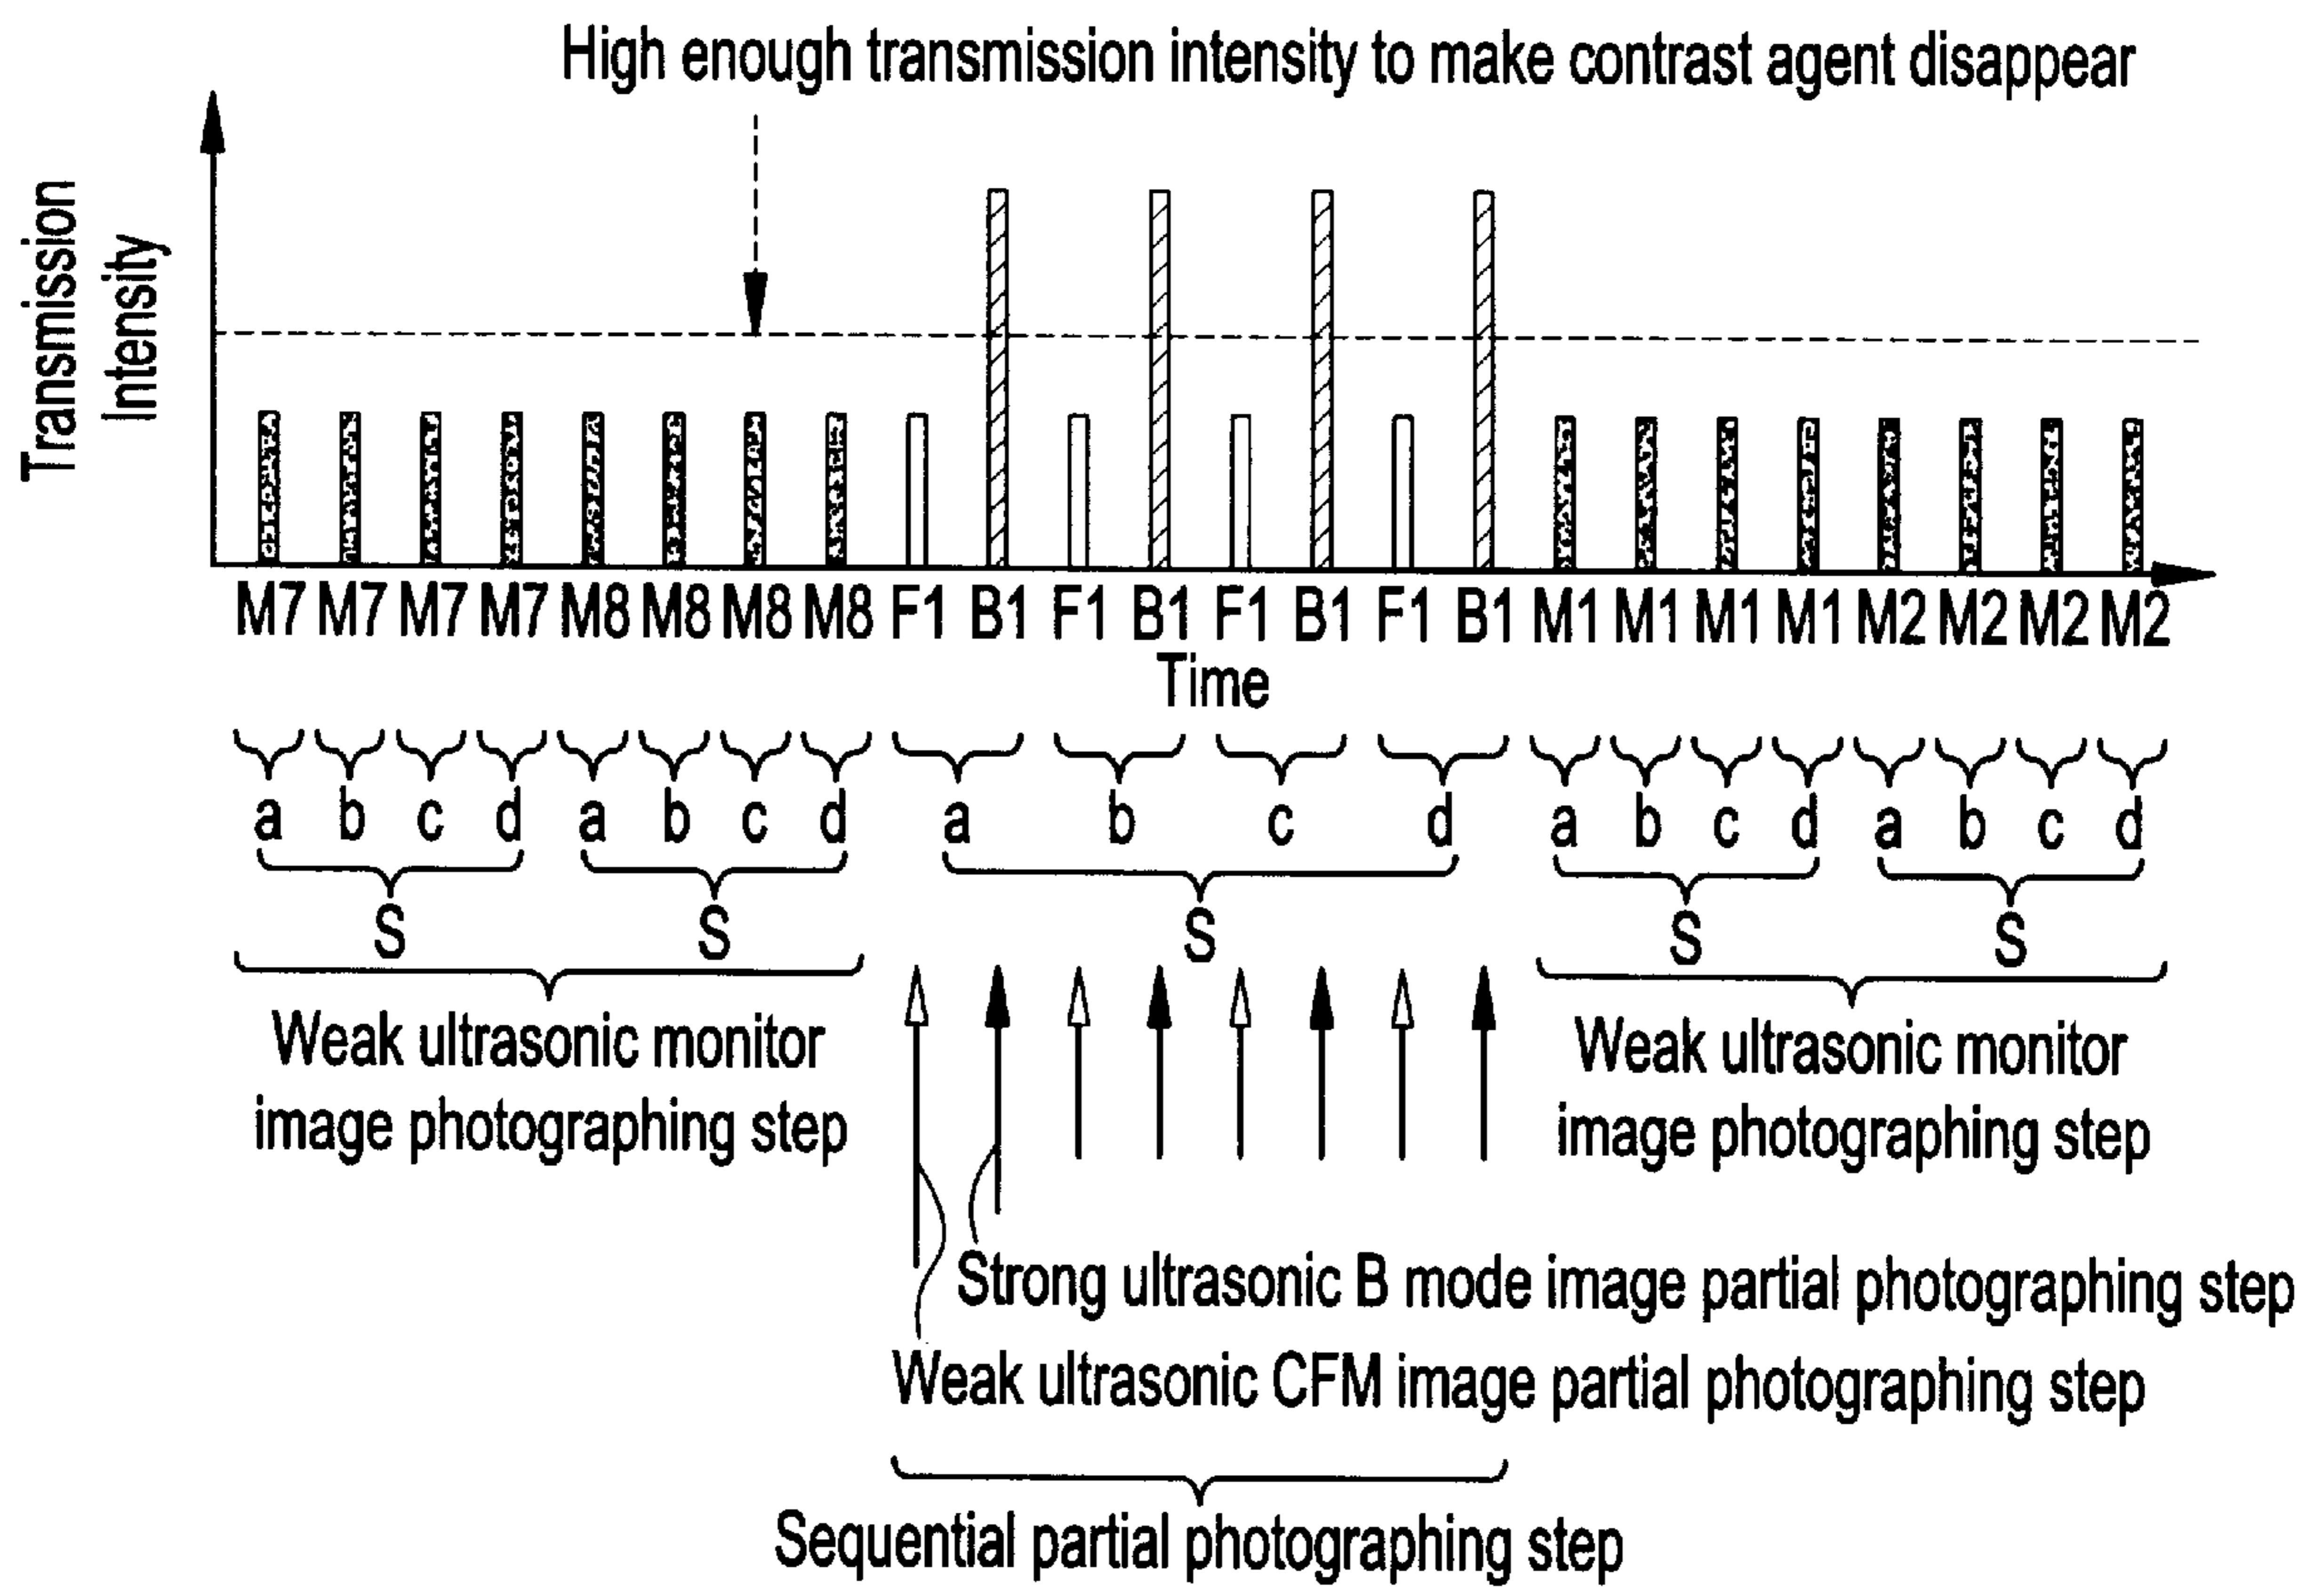 High enough transmission intensity to make contrast agent disappear
Transmission
Intensity
M7 M7 M7 M7 M8 M8 M8 M8 F1 B1 F1 B1 F1 B1 F1 B1 M1 M1 M1 M1 M2 M2 M2 M2
Time
a b c d a b c d a b c d a b c d a b c d
S S S S S
Weak ultrasonic monitor
image photographing step
Weak ultrasonic monitor
image photographing step
Strong ultrasonic B mode image partial photographing step
Weak ultrasonic CFM image partial photographing step
Sequential partial photographing step